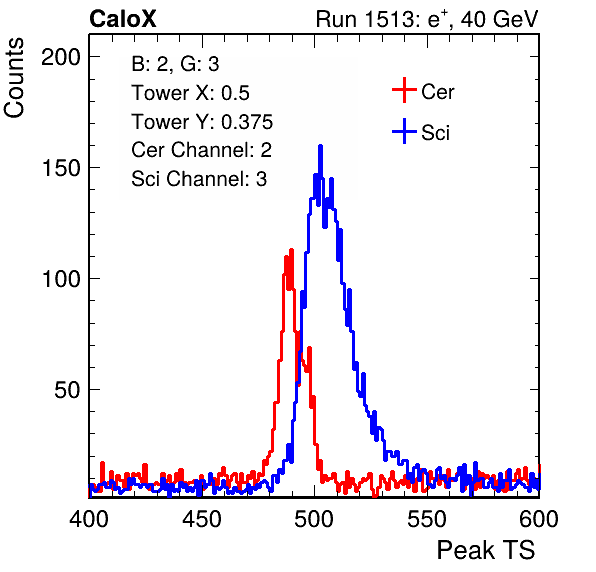 CaloX
Run 1513: e+, 40 GeV
Counts
200
150
100
50
B: 2, G: 3
Tower X: 0.5
Tower Y: 0.375
Cer Channel: 2
Sci Channel: 3
Cer
Sci
400
450
500
550
600
Peak TS